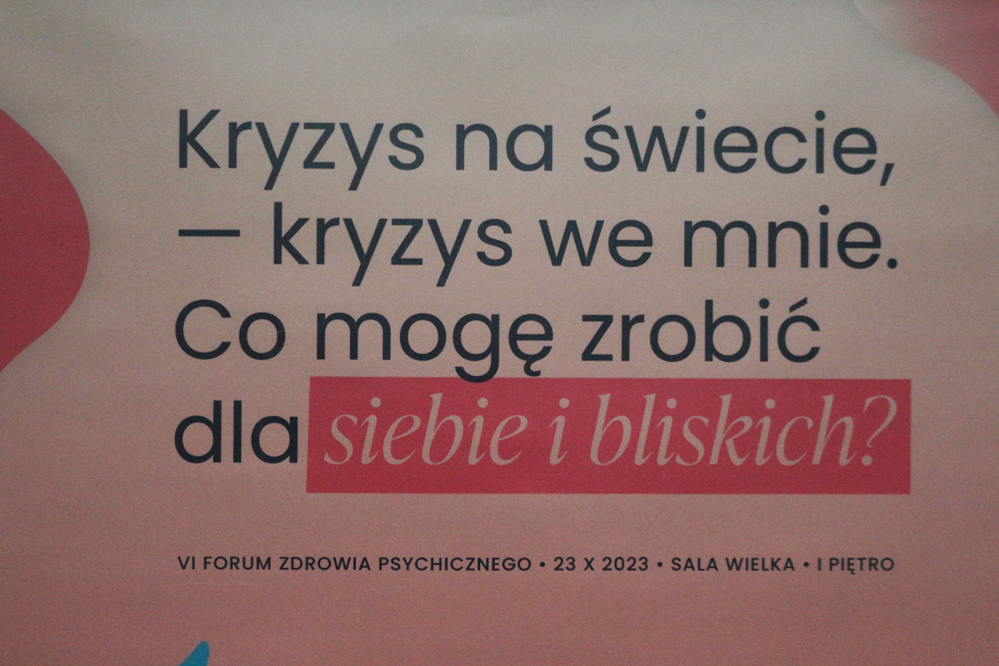 Kryzys na świecie,
— kryzys we mnie.
Co mogę zrobić
dla siebie i bliskich?
VI FORUM ZDROWIA PSYCHICZNEGO • 23 X 2023 • SALA WIELKA • I PIĘTRO